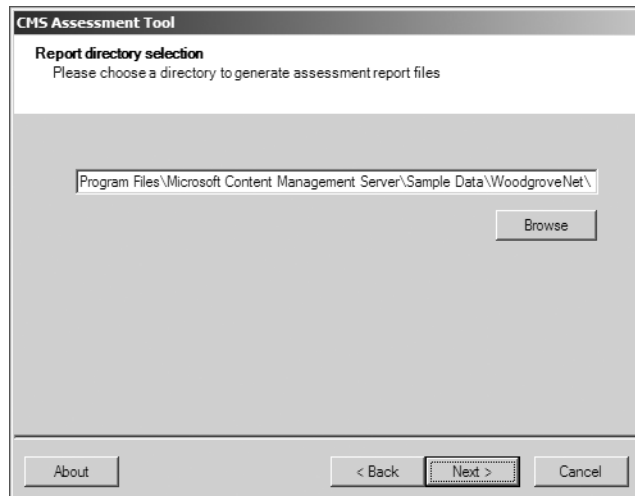 CMS Assessment Tool
Report directory selection
Please choose a directory to generate assessment report files
Program Files\Microsoft Content Management Server\Sample Data\WoodgroveNet\
Browse
About
< Back
Next >
Cancel